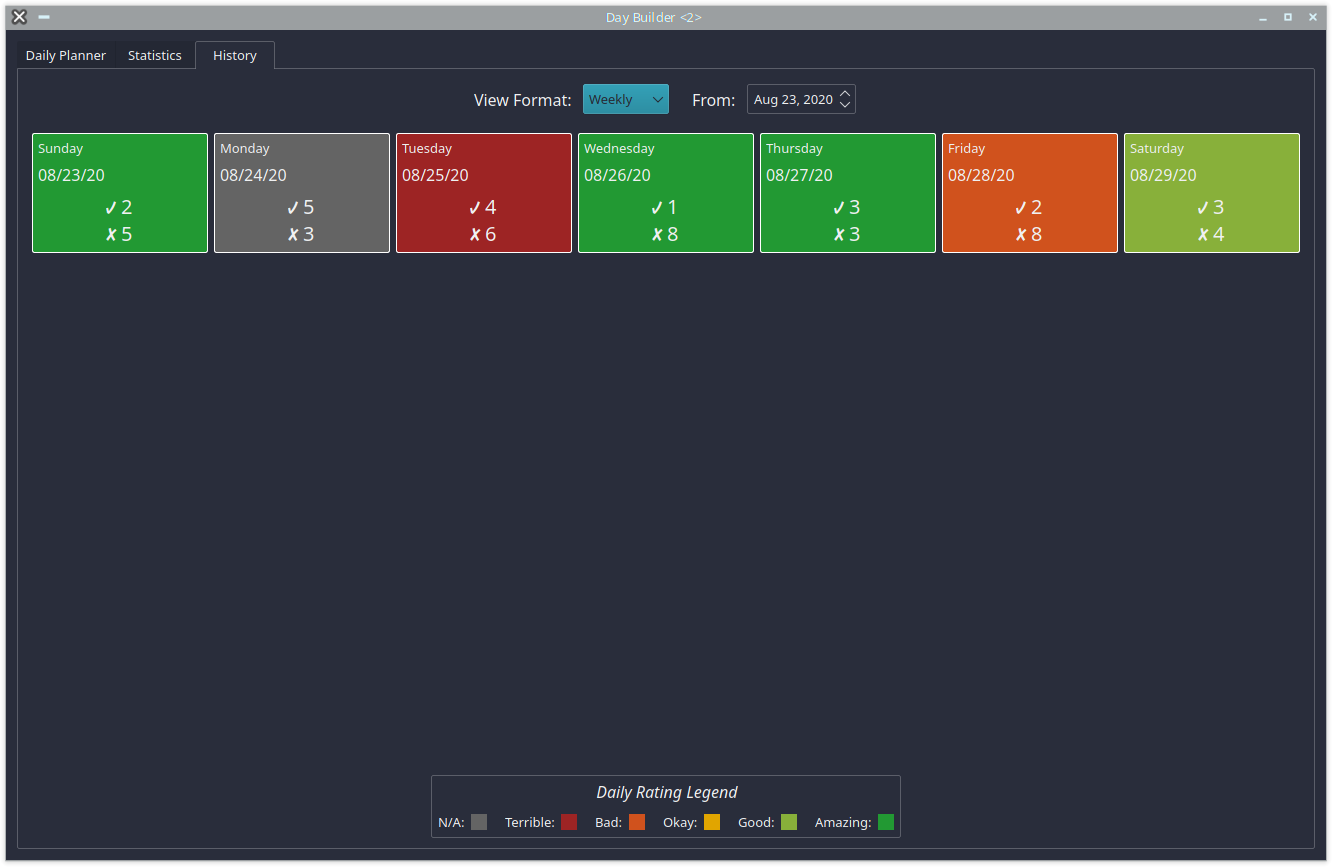 Day Builder <2>
Daily Planner Statistics History
View Format: Weekly From: Aug 23, 2020
Sunday Monday Tuesday Wednesday Thursday Friday Saturday
08/23/20 08/24/20 08/25/20 08/26/20 08/27/20 08/28/20 08/29/20
✓ 2 ✓ 5 ✓ 4 ✓ 1 ✓ 3 ✓ 2 ✓ 3
✗ 5 ✗ 3 ✗ 6 ✗ 8 ✗ 3 ✗ 8 ✗ 4
Daily Rating Legend
N/A: Terrible: Bad: Okay: Good: Amazing: